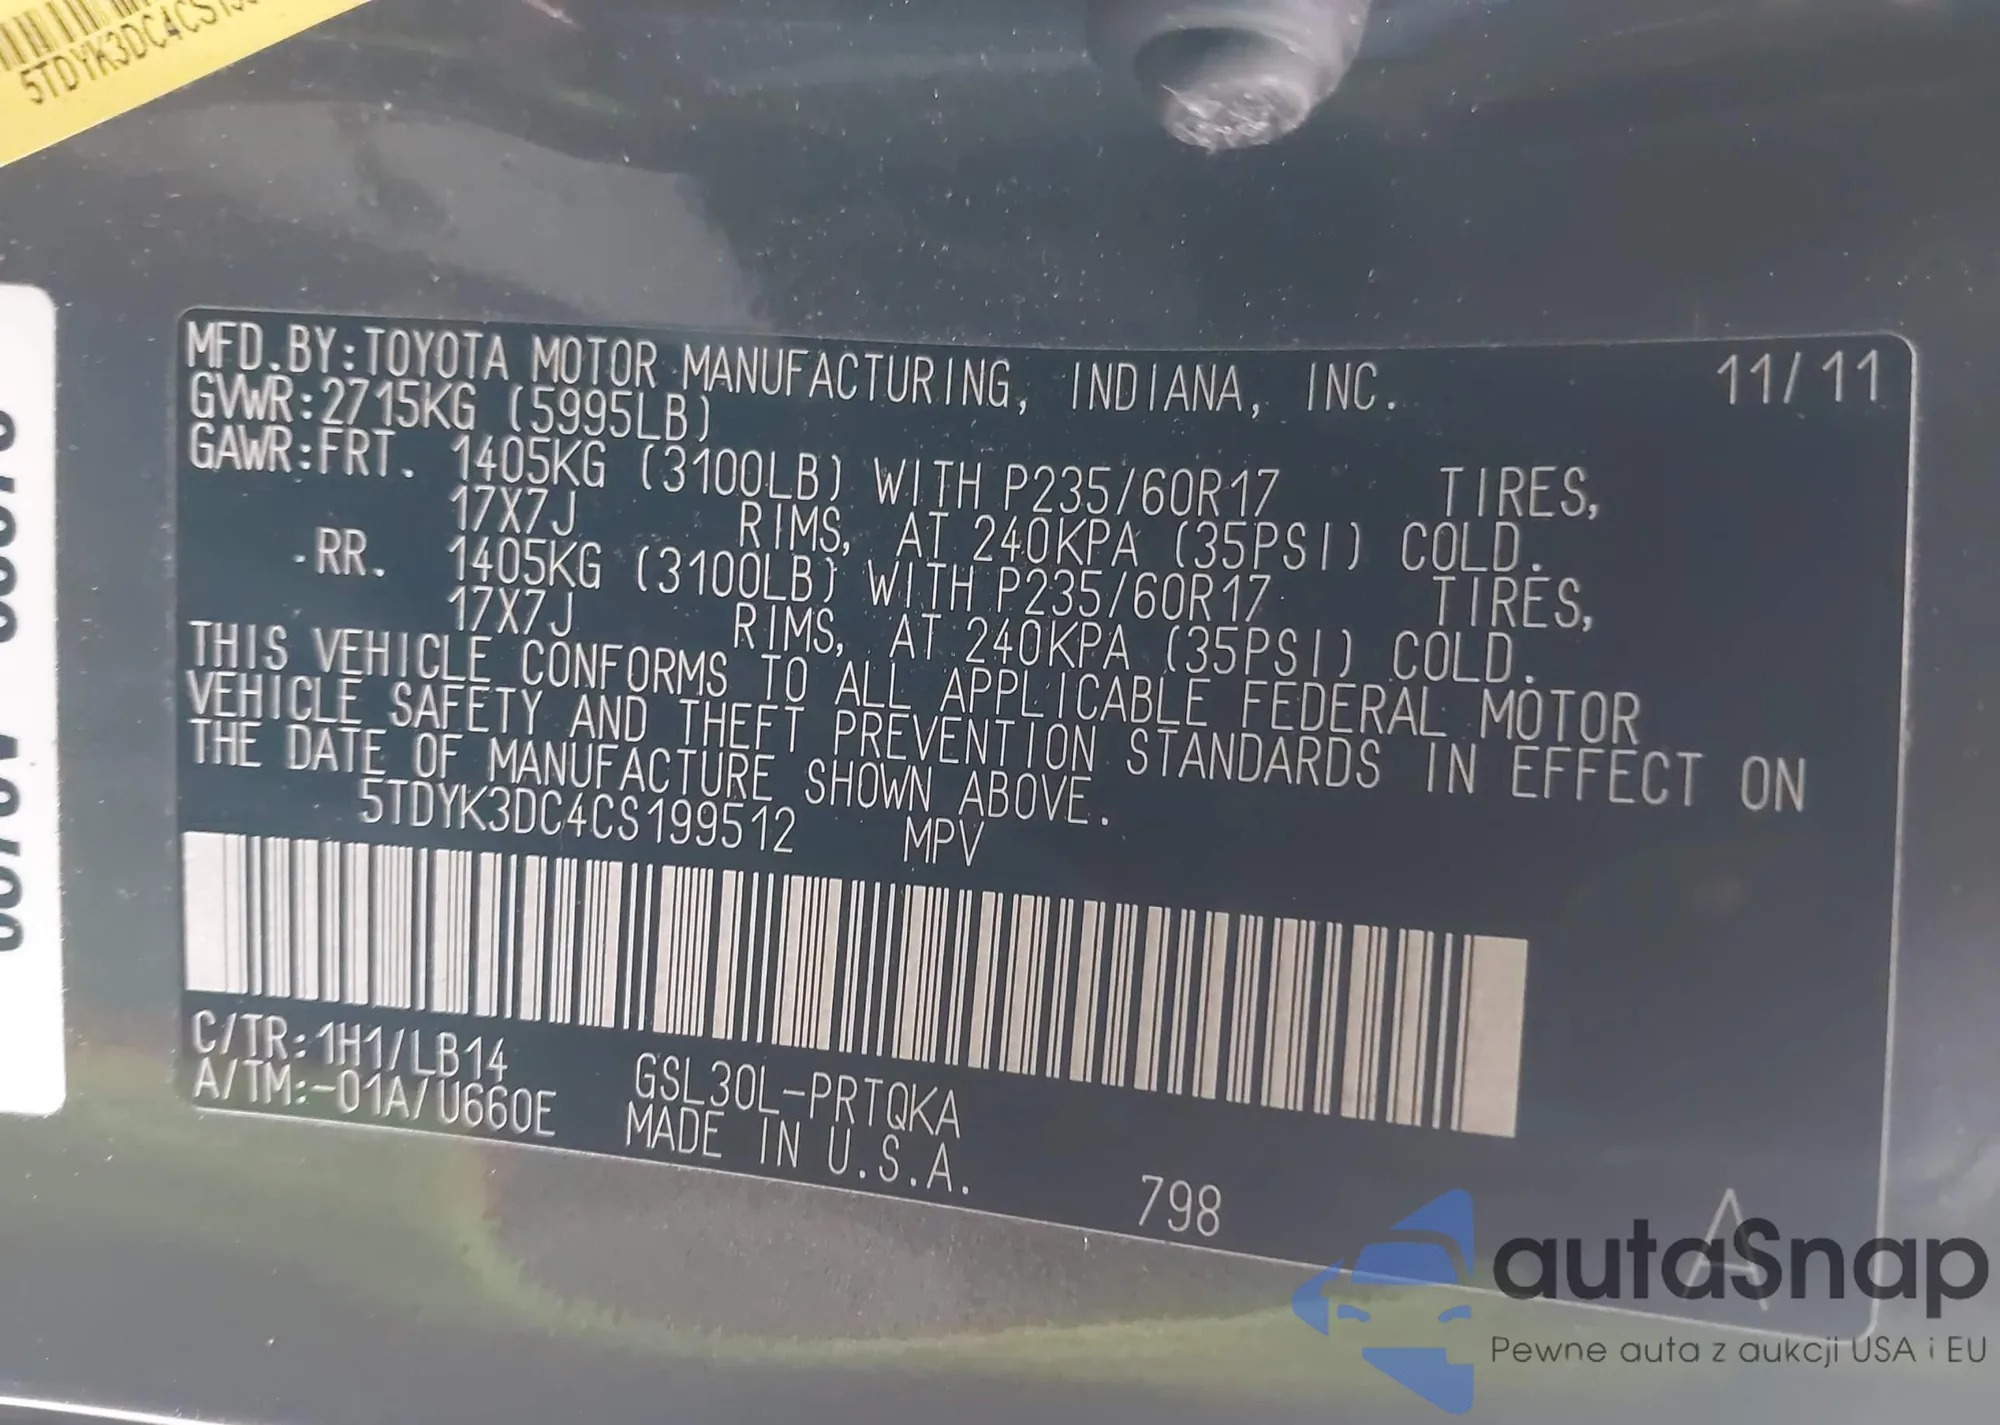 5TDYK3DC4CS19
MFD.BY:TOYOTA MOTOR MANUFACTURING, INDIANA, INC. 11/11
GVWR:2715KG (5995LB)
GAWR:FRT. 1405KG (3100LB) WITH P235/60R17 TIRES,
17X7J RIMS, AT 240KPA (35PSI) COLD.
RR. 1405KG (3100LB) WITH P235/60R17 TIRES,
17X7J RIMS, AT 240KPA (35PSI) COLD.
THIS VEHICLE CONFORMS TO ALL APPLICABLE FEDERAL MOTOR
VEHICLE SAFETY AND THEFT PREVENTION STANDARDS IN EFFECT ON
THE DATE OF MANUFACTURE SHOWN ABOVE.
5TDYK3DC4CS199512 MPV
C/TR:1H1/LB14
A/TM:-01A/U660E
GSL30L-PRTQKA
MADE IN U.S.A.
798
A
autaSnap
Pewne auta z aukcji USA i EU